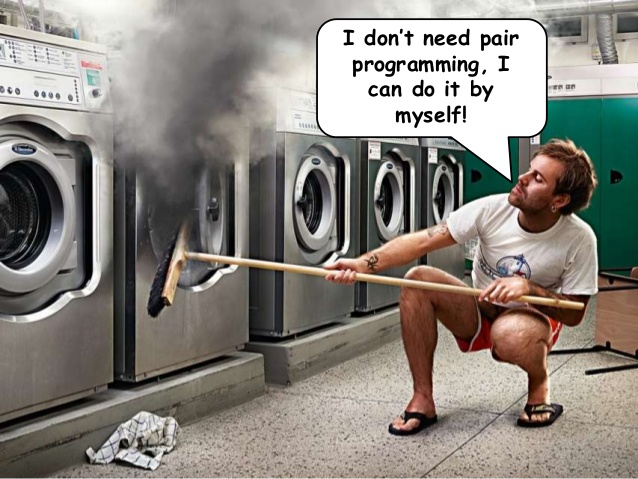 I don't need pair
programming, I
can do it by
myself!